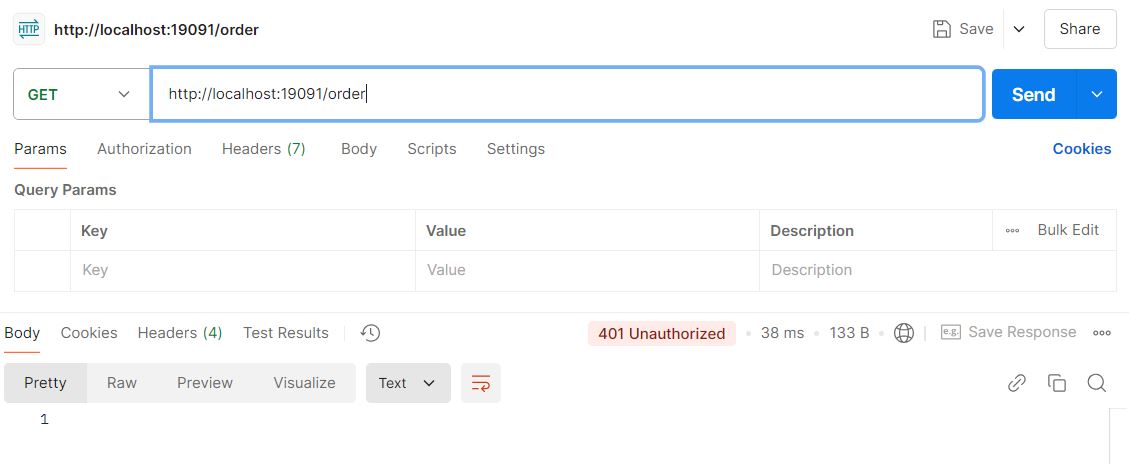 HTTP http://localhost:19091/order Save Share
GET http://localhost:19091/order Send
Params Authorization Headers (7) Body Scripts Settings Cookies
Query Params
Key Value Description Bulk Edit
Key Value Description
Body Cookies Headers (4) Test Results 401 Unauthorized 38 ms 133 B e.g. Save Response
Pretty Raw Preview Visualize Text
1